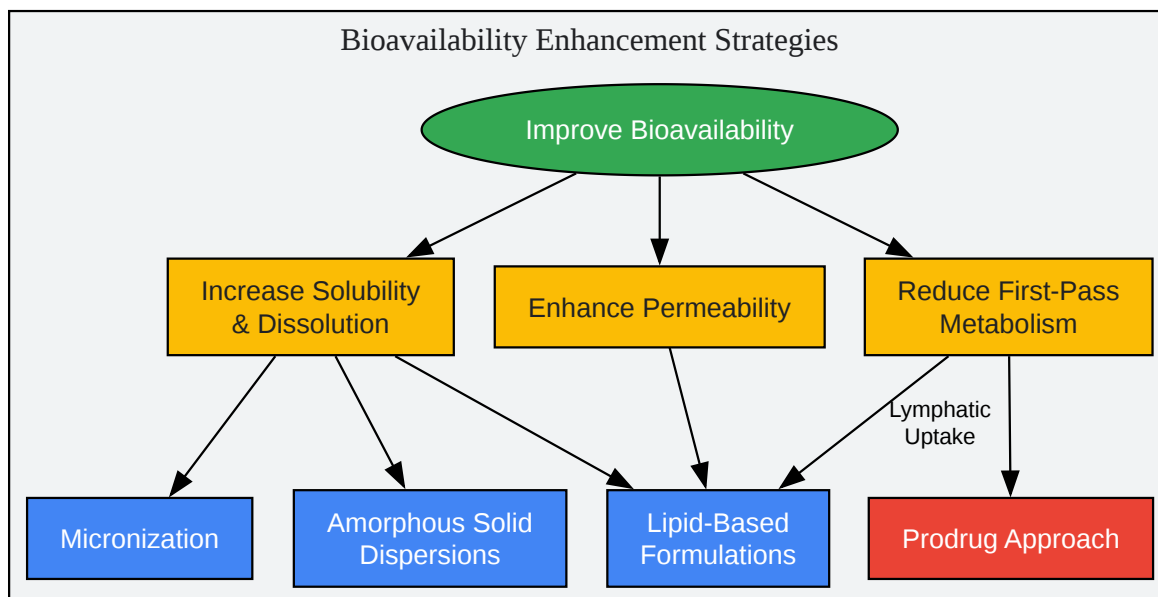 Bioavailability Enhancement Strategies
Improve Bioavailability
Increase Solubility
& Dissolution
Enhance Permeability
Reduce First-Pass
Metabolism
Lymphatic
Uptake
Micronization
Amorphous Solid
Dispersions
Lipid-Based
Formulations
Prodrug Approach